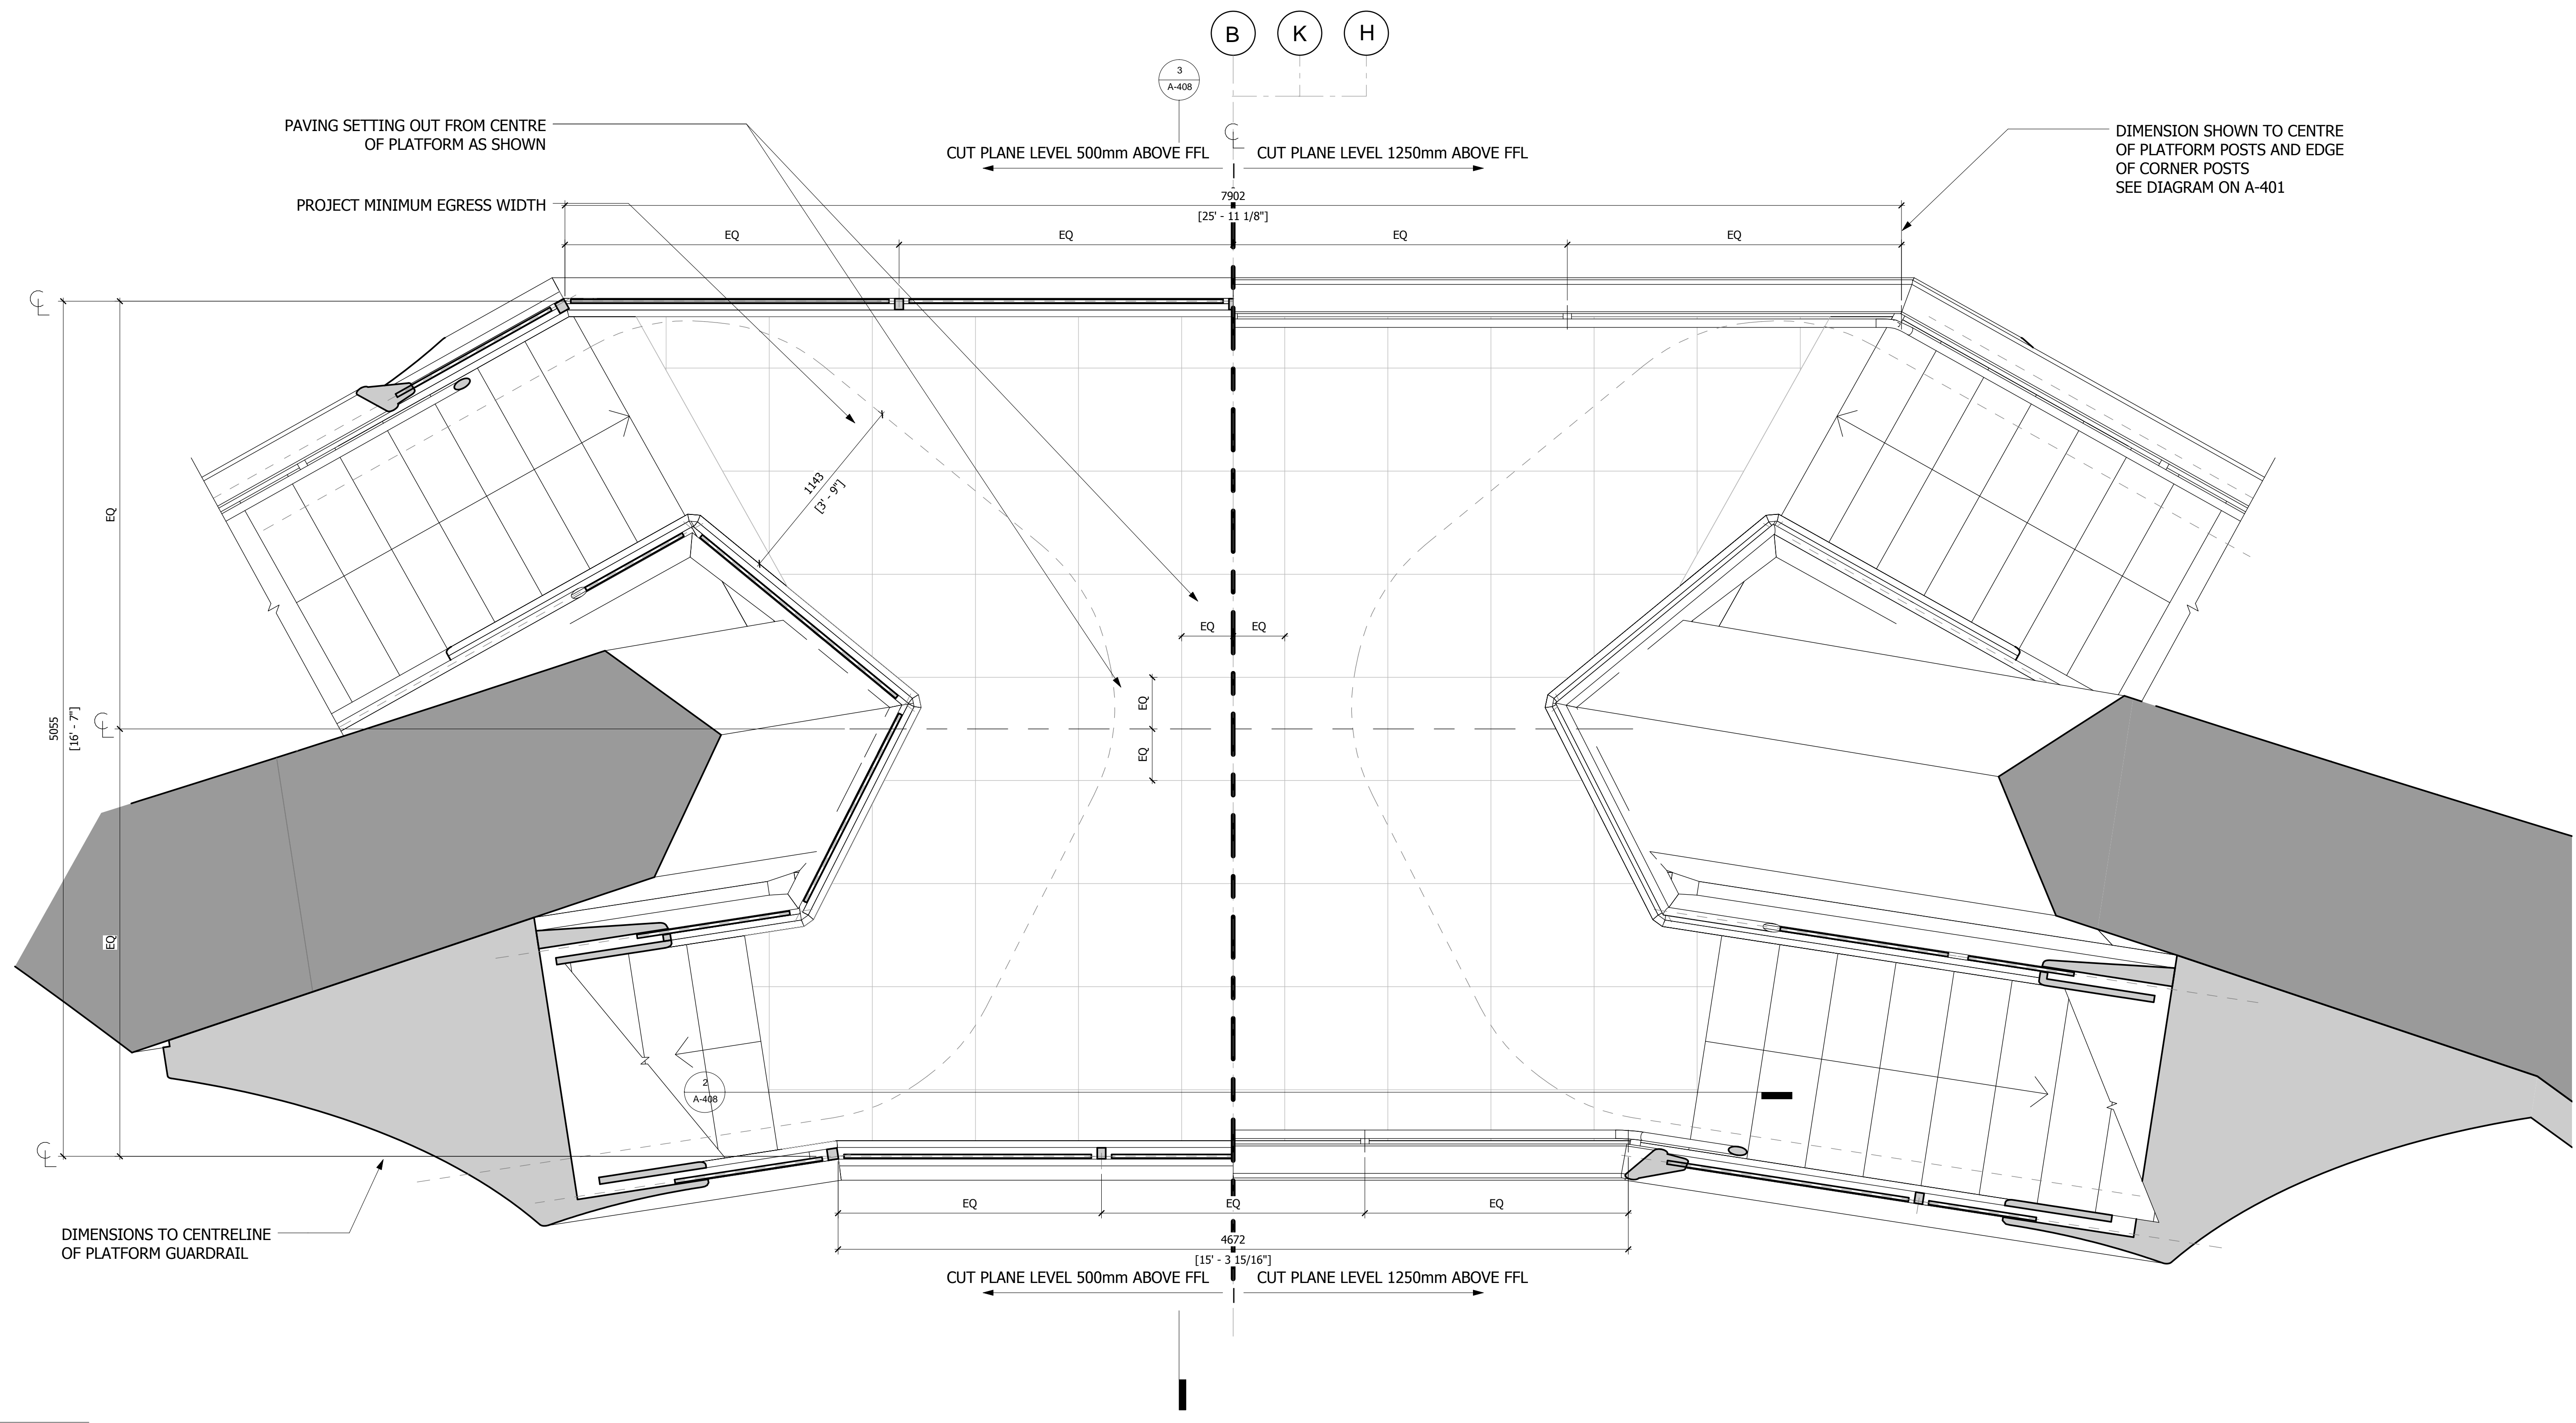 B
K
H
3
A-408
PAVING SETTING OUT FROM CENTRE
OF PLATFORM AS SHOWN
DIMENSION SHOWN TO CENTRE
OF PLATFORM POSTS AND EDGE
OF CORNER POSTS
SEE DIAGRAM ON A-401
CUT PLANE LEVEL 500mm ABOVE FFL
CUT PLANE LEVEL 1250mm ABOVE FFL
PROJECT MINIMUM EGRESS WIDTH
7902
[25' - 11 1/8"]
EQ
EQ
EQ
EQ
1143
[3' - 9"]
EQ
EQ
EQ
EQ
EQ
5055
[16' - 7"]
EQ
2
A-408
EQ
EQ
EQ
4672
[15' - 3 15/16"]
DIMENSIONS TO CENTRELINE
OF PLATFORM GUARDRAIL
CUT PLANE LEVEL 500mm ABOVE FFL
CUT PLANE LEVEL 1250mm ABOVE FFL